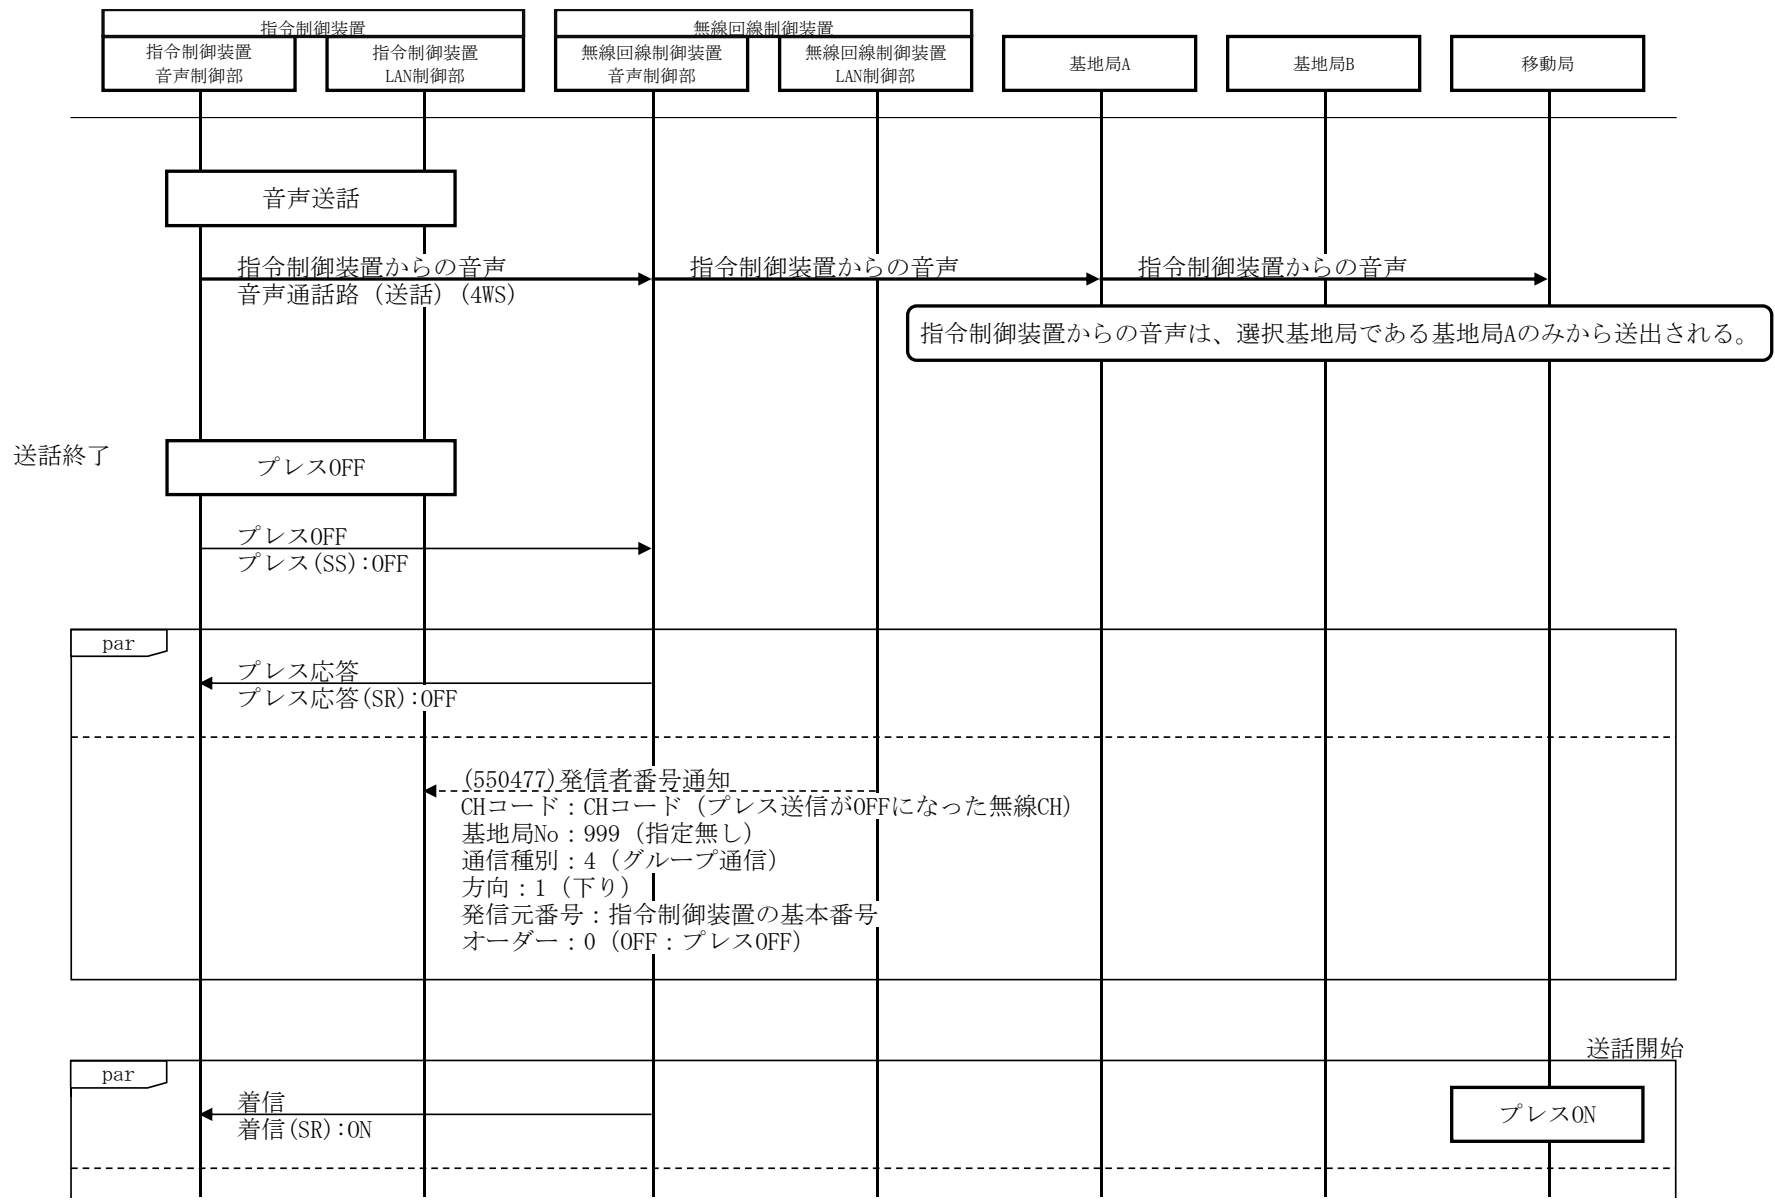 指令制御装置
無線回線制御装置
指令制御装置
音声制御部
指令制御装置
LAN制御部
無線回線制御装置
音声制御部
無線回線制御装置
LAN制御部
基地局A
基地局B
移動局
音声送話
指令制御装置からの音声
音声通話路(送話)(4WS)
指令制御装置からの音声
指令制御装置からの音声
指令制御装置からの音声は、選択基地局である基地局Aのみから送出される。
送話終了
プレスOFF
プレスOFF
プレス(SS):OFF
par
プレス応答
プレス応答(SR):OFF
(550477)発信者番号通知
CHコード:CHコード(プレス送信がOFFになった無線CH)
基地局No:999(指定無し)
通信種別:4(グループ通信)
方向:1(下り)
発信元番号:指令制御装置の基本番号
オーダー:0(OFF:プレスOFF)
送話開始
par
着信
着信(SR):ON
プレスON